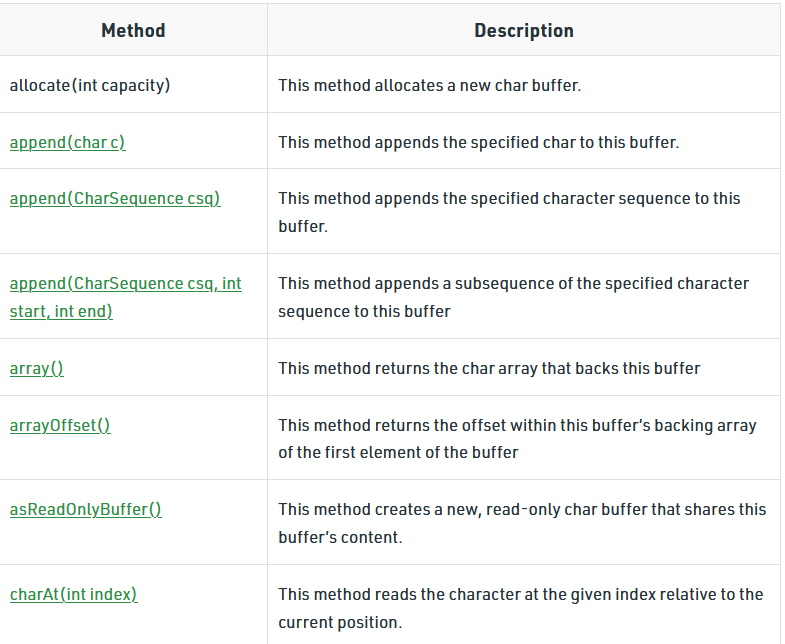 Method Description
allocate(int capacity) This method allocates a new char buffer.
append(char c) This method appends the specified char to this buffer.
append(CharSequence csq) This method appends the specified character sequence to this
buffer.
append(CharSequence csq, int
start, int end)
This method appends a subsequence of the specified character
sequence to this buffer
array() This method returns the char array that backs this buffer
arrayOffset() This method returns the offset within this buffer’s backing array
of the first element of the buffer
asReadOnlyBuffer() This method creates a new, read-only char buffer that shares this
buffer’s content.
charAt(int index) This method reads the character at the given index relative to the
current position.